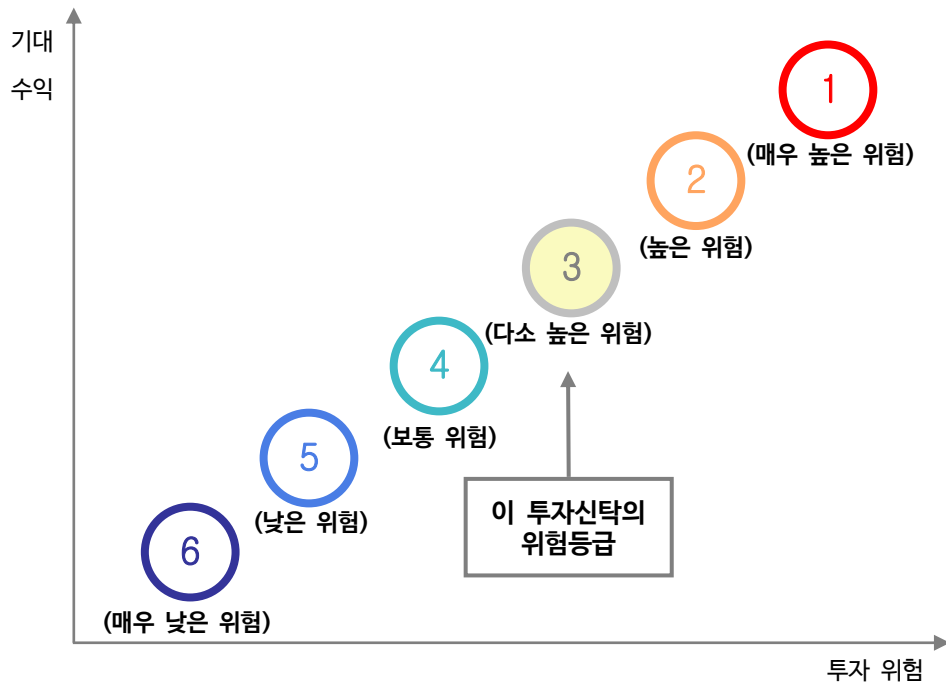 기대
수익
1
(매우 높은 위험)
2
(높은 위험)
3
(다소 높은 위험)
4
(보통 위험)
5
(낮은 위험)
6
(매우 낮은 위험)
이 투자신탁의
위험등급
투자 위험